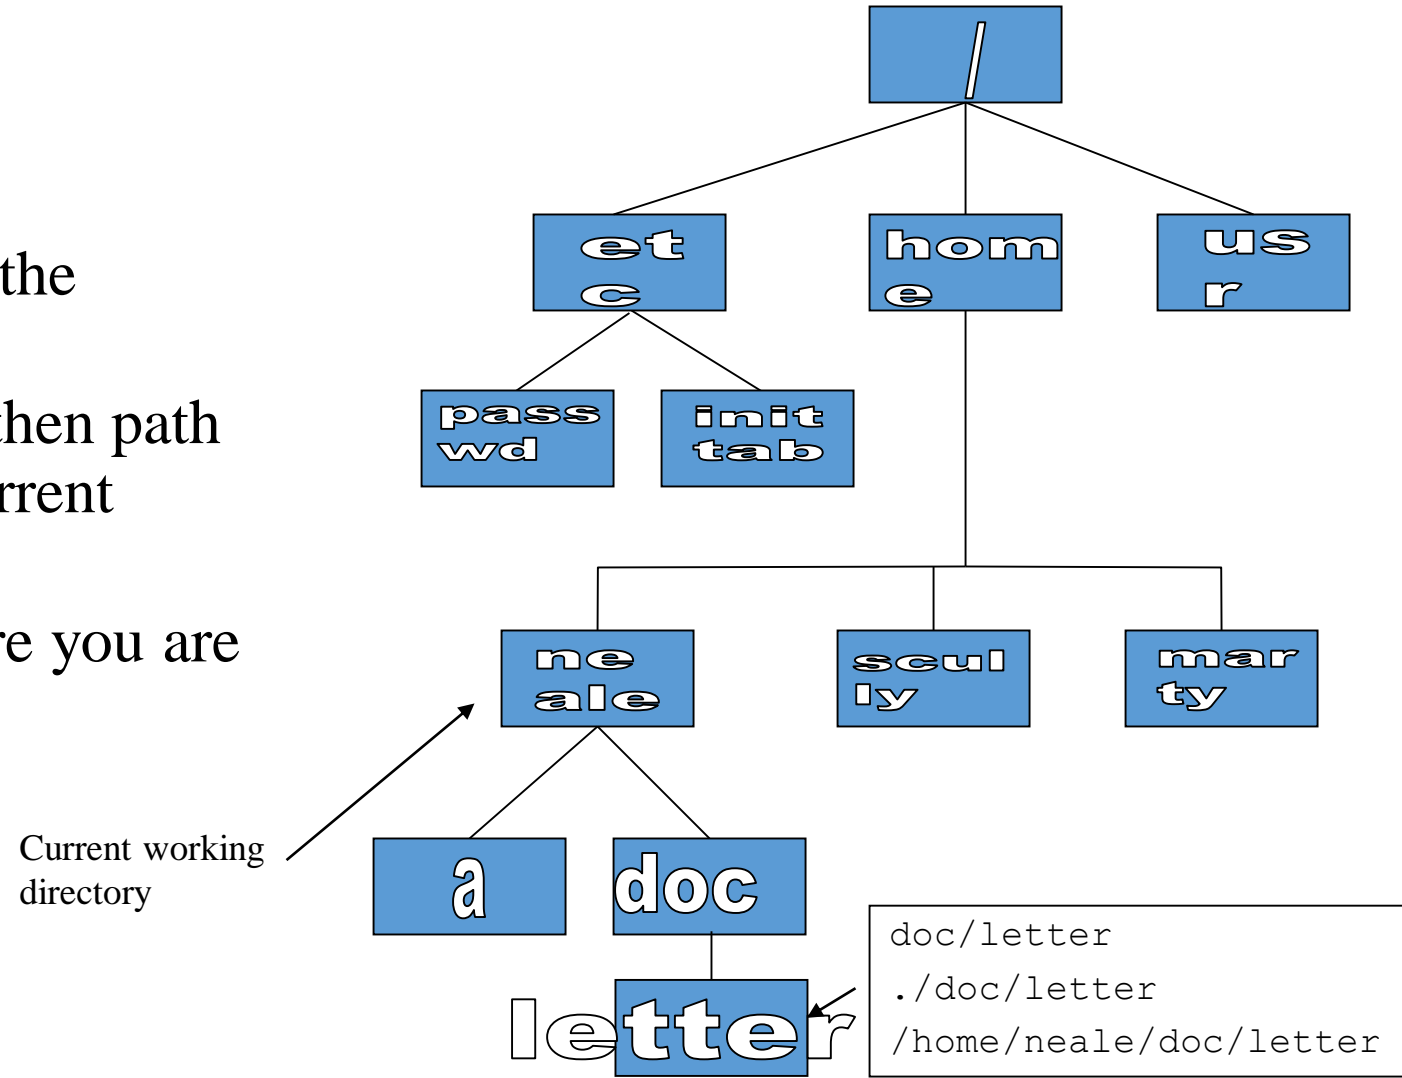 /
et
c
hom
e
us
r
the
pass
wd
init
tab
then path
rrent
ne
ale
scul
ly
mar
ty
re you are
Current working
directory
a
doc
letter
doc/letter
./doc/letter
/home/neale/doc/letter